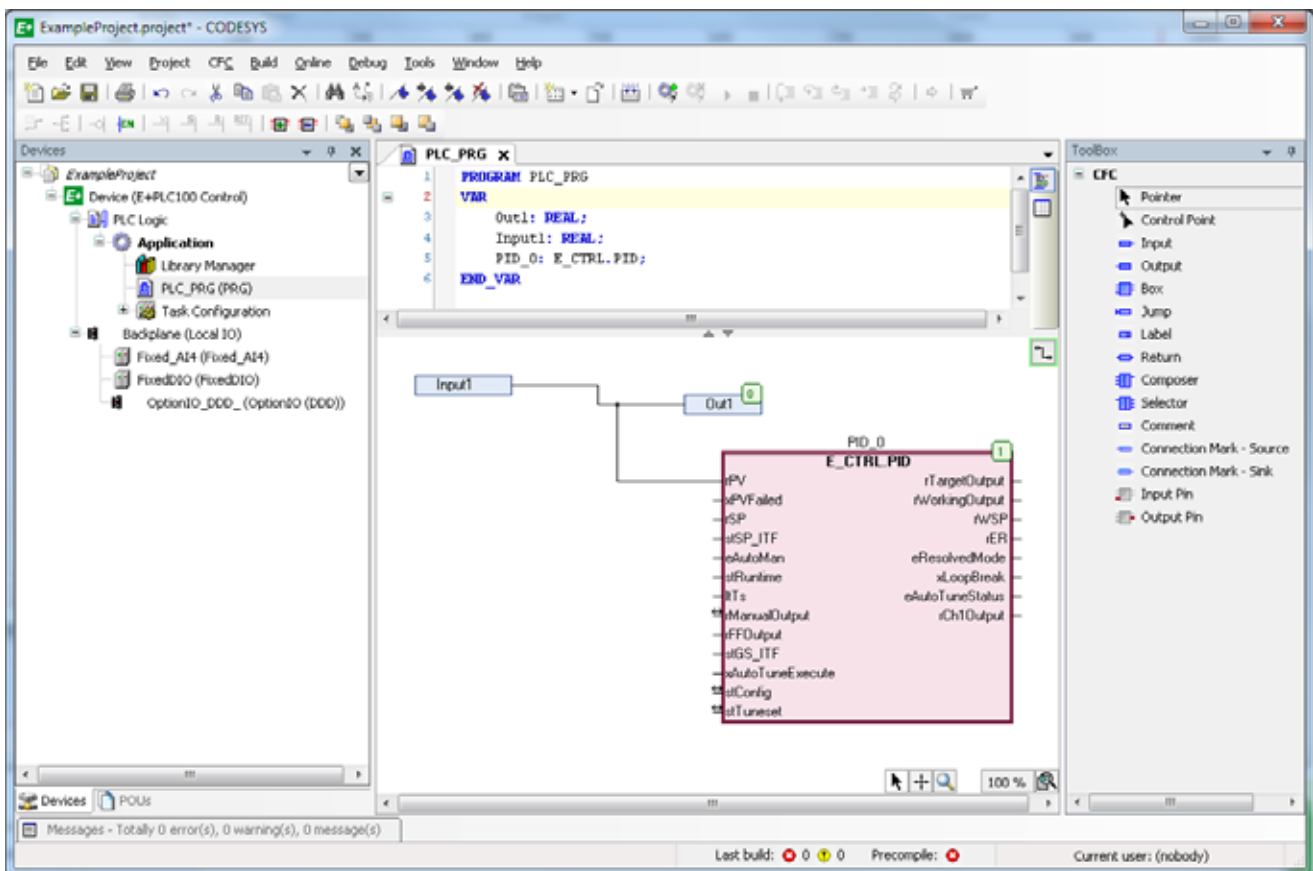 ExampleProject.project* - CODESYS
File Edit View Project CFC Build Online Debug Tools Window Help
Devices
ExampleProject
Device (E+PLC100 Control)
PLC Logic
Application
Library Manager
PLC_PRG (PRG)
Task Configuration
Backplane (Local IO)
Fixed_AI4 (Fixed_AI4)
FixedDIO (FixedDIO)
OptionIO_DDD_ (OptionIO (DDD))
Devices POUs
PLC_PRG
1 PROGRAM PLC_PRG
2 VAR
3 Out1: REAL;
4 Input1: REAL;
5 PID_0: E_CTRL.PID;
6 END_VAR
Input1
Out1 0
PID_0
E_CTRL.PID 1
rPV rTargetOutput
xPVFailed rWorkingOutput
rSP rWSP
stSP_ITF rER
eAutoMan eResolvedMode
stRuntime xLoopBreak
ltTs eAutoTuneStatus
rManualOutput rCh1Output
rFFOutput
stGS_ITF
xAutoTuneExecute
stConfig
stTuneset
100 %
ToolBox
CFC
Pointer
Control Point
Input
Output
Box
Jump
Label
Return
Composer
Selector
Comment
Connection Mark - Source
Connection Mark - Sink
Input Pin
Output Pin
Messages - Totally 0 error(s), 0 warning(s), 0 message(s)
Last build: 0 0 Precompile: Current user: (nobody)